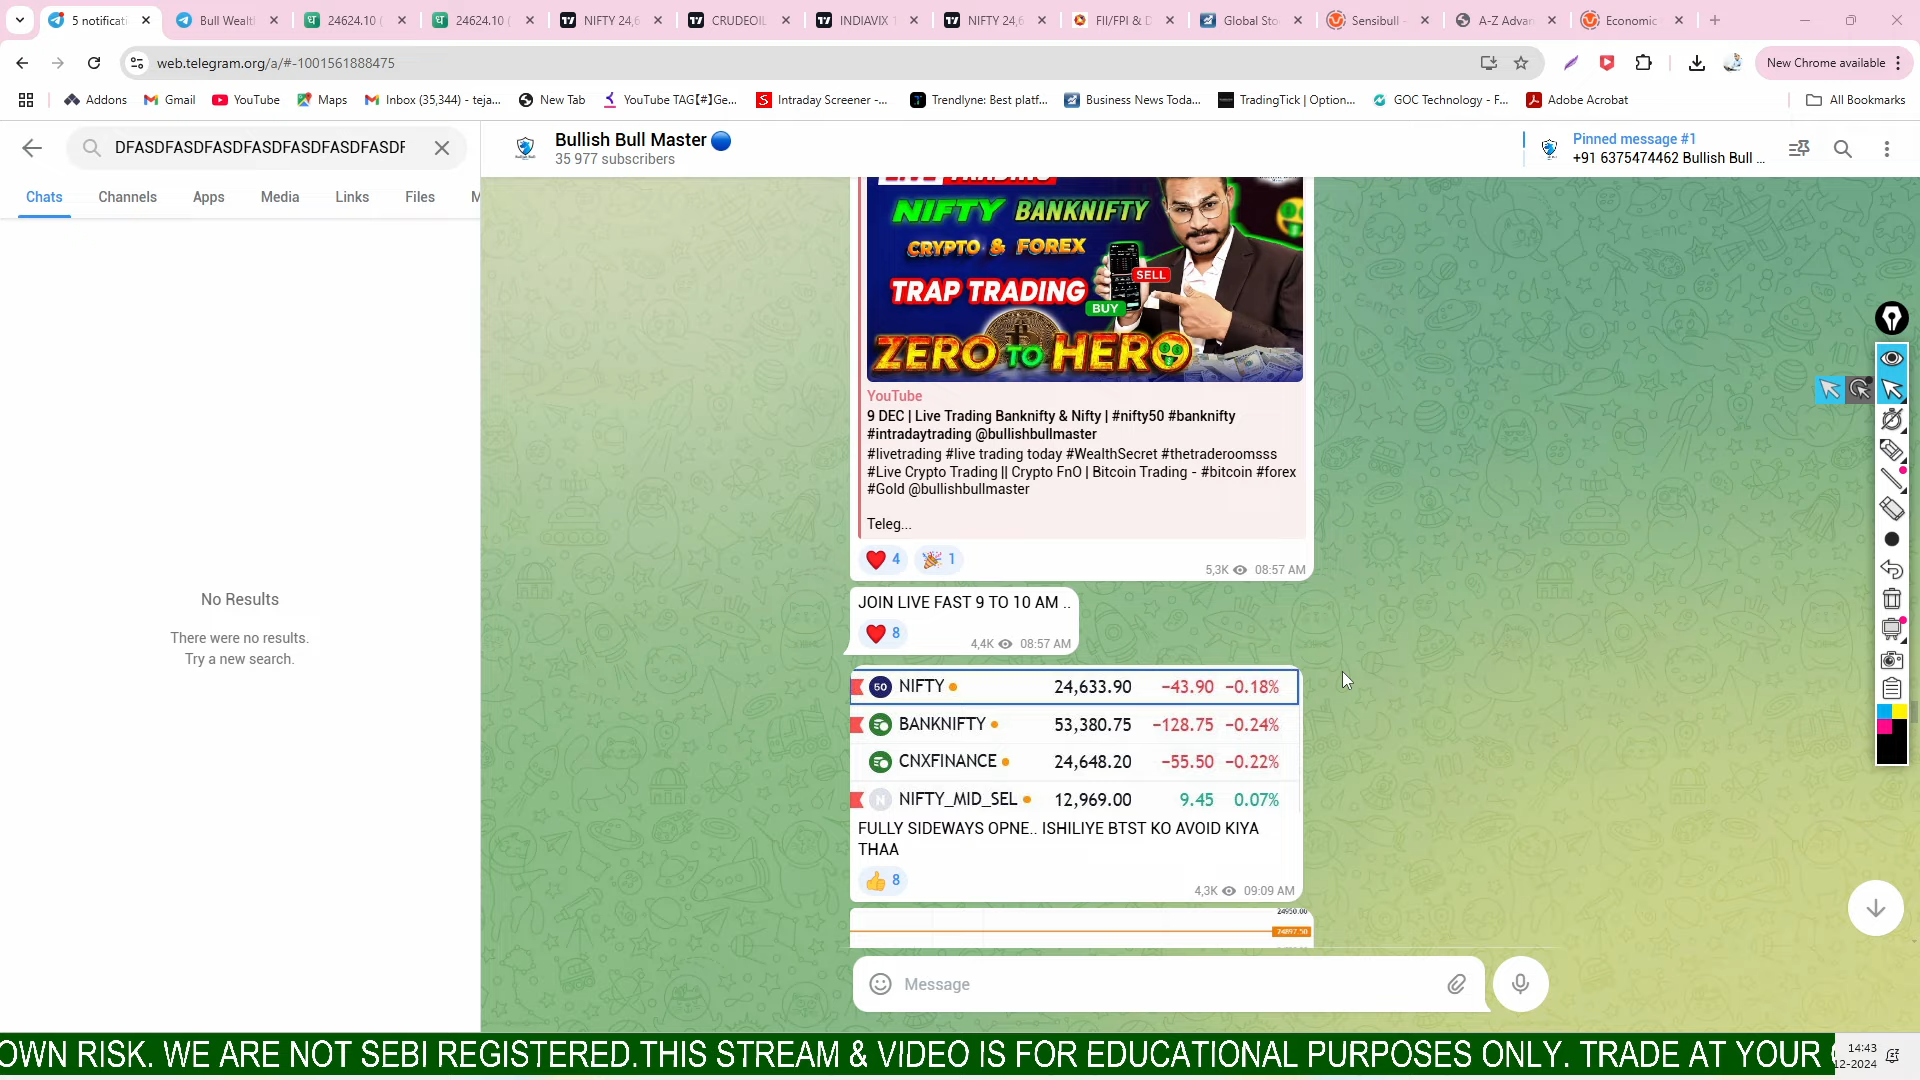 5 notificati
Bull Wealt
24624.10 (
24624.10 (
NIFTY 24,6
CRUDEOIL
INDIAVIX 1
NIFTY 24,6
FII/FPI & D
Global Sto
Sensibull -
A-Z Advan
Economic
web.telegram.org/a/#-1001561888475
New Chrome available
Addons
Gmail
YouTube
Maps
Inbox (35,344) - teja...
New Tab
YouTube TAG【#】Ge...
Intraday Screener -...
Trendlyne: Best platf...
Business News Toda...
TradingTick | Option...
GOC Technology - F...
Adobe Acrobat
All Bookmarks
DFASDFASDFASDFASDFASDFASDFASDF
Chats
Channels
Apps
Media
Links
Files
M
No Results
There were no results.
Try a new search.
Bullish Bull Master
35 977 subscribers
Pinned message #1
+91 6375474462 Bullish Bull ...
LIVE TRADING
NIFTY BANKNIFTY
CRYPTO & FOREX
TRAP TRADING
SELL
BUY
ZERO TO HERO
YouTube
9 DEC | Live Trading Banknifty & Nifty | #nifty50 #banknifty
#intradaytrading @bullishbullmaster
#livetrading #live trading today #WealthSecret #thetraderoomsss
#Live Crypto Trading || Crypto FnO | Bitcoin Trading - #bitcoin #forex
#Gold @bullishbullmaster
Teleg...
4
1
5,3K 08:57 AM
JOIN LIVE FAST 9 TO 10 AM ..
8
4,4K 08:57 AM
50 NIFTY 24,633.90 −43.90 −0.18%
BANKNIFTY 53,380.75 −128.75 −0.24%
CNXFINANCE 24,648.20 −55.50 −0.22%
N NIFTY_MID_SEL 12,969.00 9.45 0.07%
FULLY SIDEWAYS OPNE.. ISHILIYE BTST KO AVOID KIYA
THAA
8
4,3K 09:09 AM
24950.00
24897.50
Message
OWN RISK. WE ARE NOT SEBI REGISTERED.THIS STREAM & VIDEO IS FOR EDUCATIONAL PURPOSES ONLY. TRADE AT YOUR
14:43
12-2024